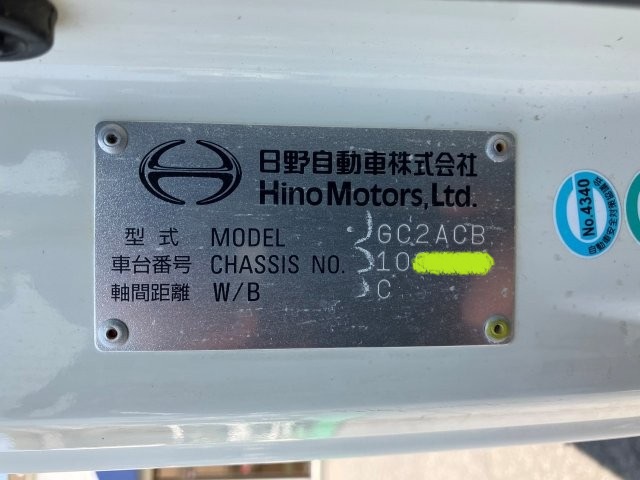 日野自動車株式会社
Hino Motors, Ltd.
型式 MODEL GC2ACB
車台番号 CHASSIS NO. 10
軸間距離 W/B C
No.4340